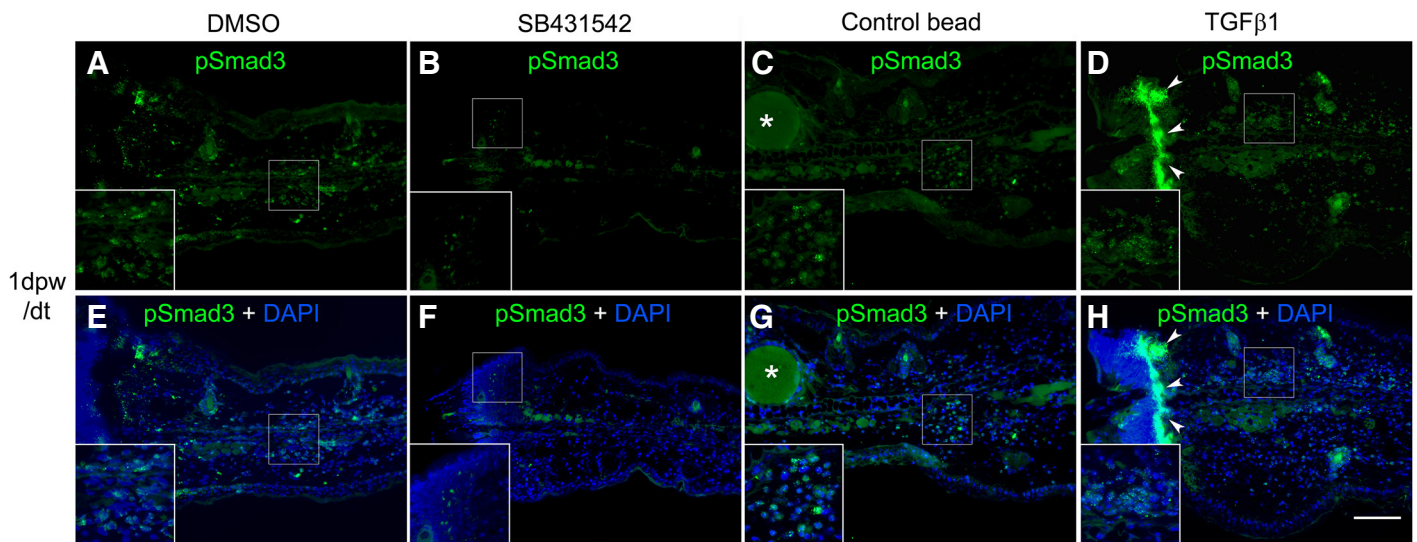 DMSO
SB431542
Control bead
TGFβ1
A
pSmad3
B
pSmad3
C
pSmad3
*
D
pSmad3
1dpw
/dt
E
pSmad3 + DAPI
F
pSmad3 + DAPI
G
pSmad3 + DAPI
*
H
pSmad3 + DAPI